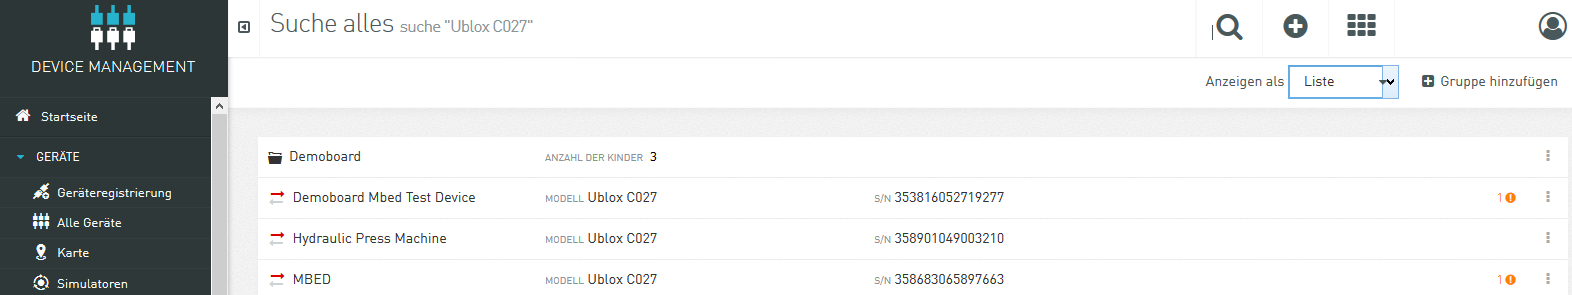 Suche alles suche "Ublox C027"
DEVICE MANAGEMENT
Anzeigen als Liste Gruppe hinzufügen
Startseite
GERÄTE
Geräteregistrierung
Alle Geräte
Karte
Simulatoren
Demoboard ANZAHL DER KINDER 3
Demoboard Mbed Test Device MODELL Ublox C027 S/N 353816052719277 1
Hydraulic Press Machine MODELL Ublox C027 S/N 358901049003210
MBED MODELL Ublox C027 S/N 358683065897663 1